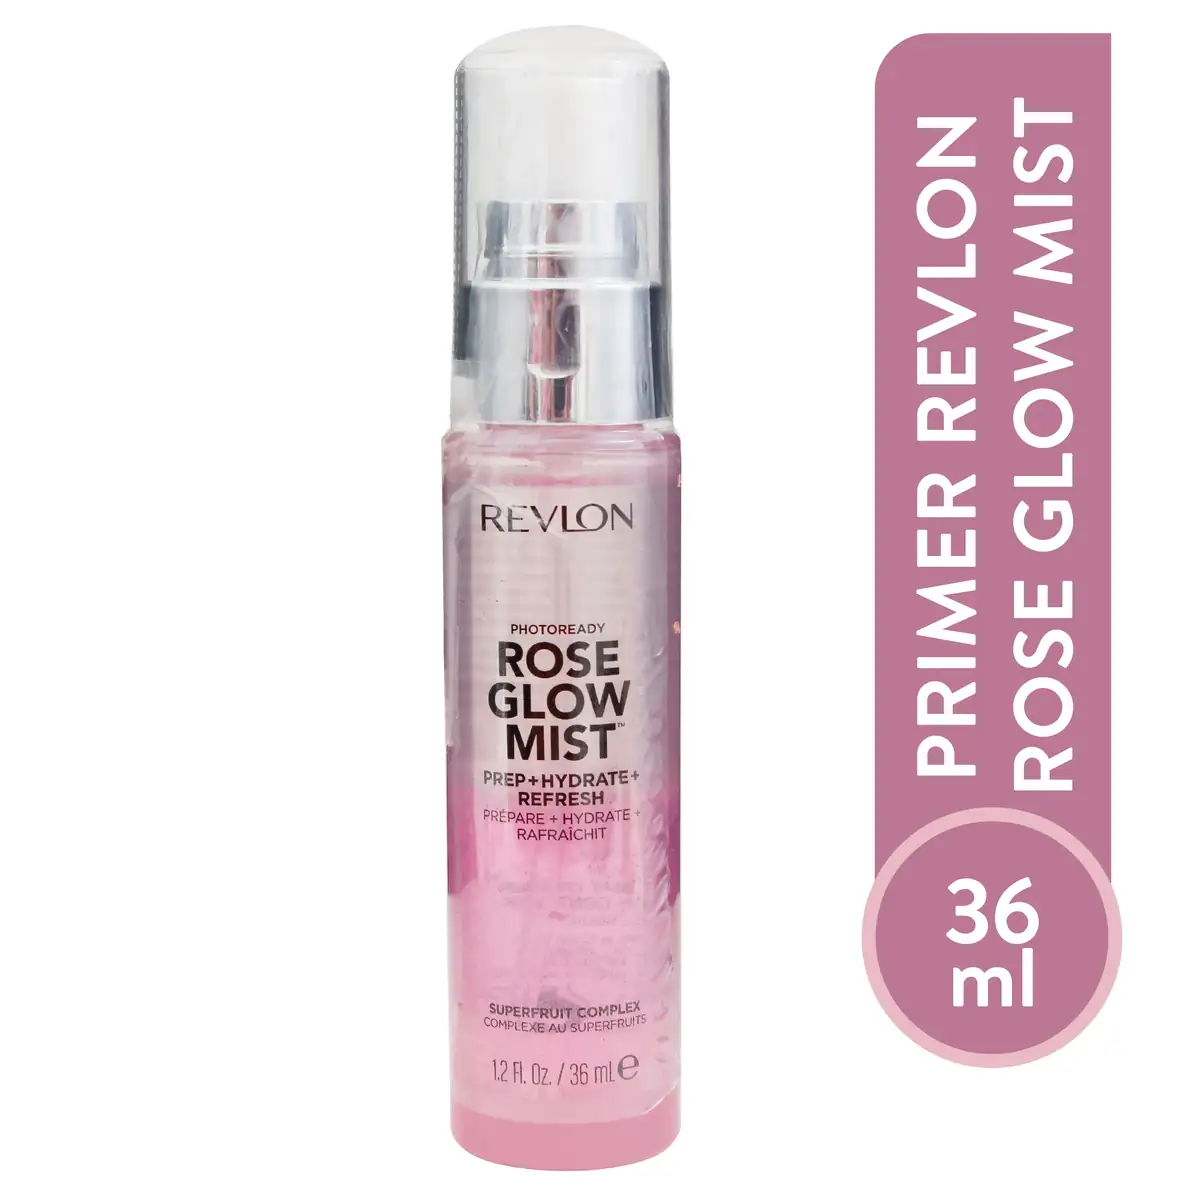 REVLON
PHOTOREADY
ROSE
GLOW
MIST™
PREP+HYDRATE+
REFRESH
PRÉPARE + HYDRATE +
RAFRAÎCHIT
SUPERFRUIT COMPLEX
COMPLEXE AU SUPERFRUITS
1.2 Fl. Oz. / 36 mL e
PRIMER REVLON
ROSE GLOW MIST
36
ml